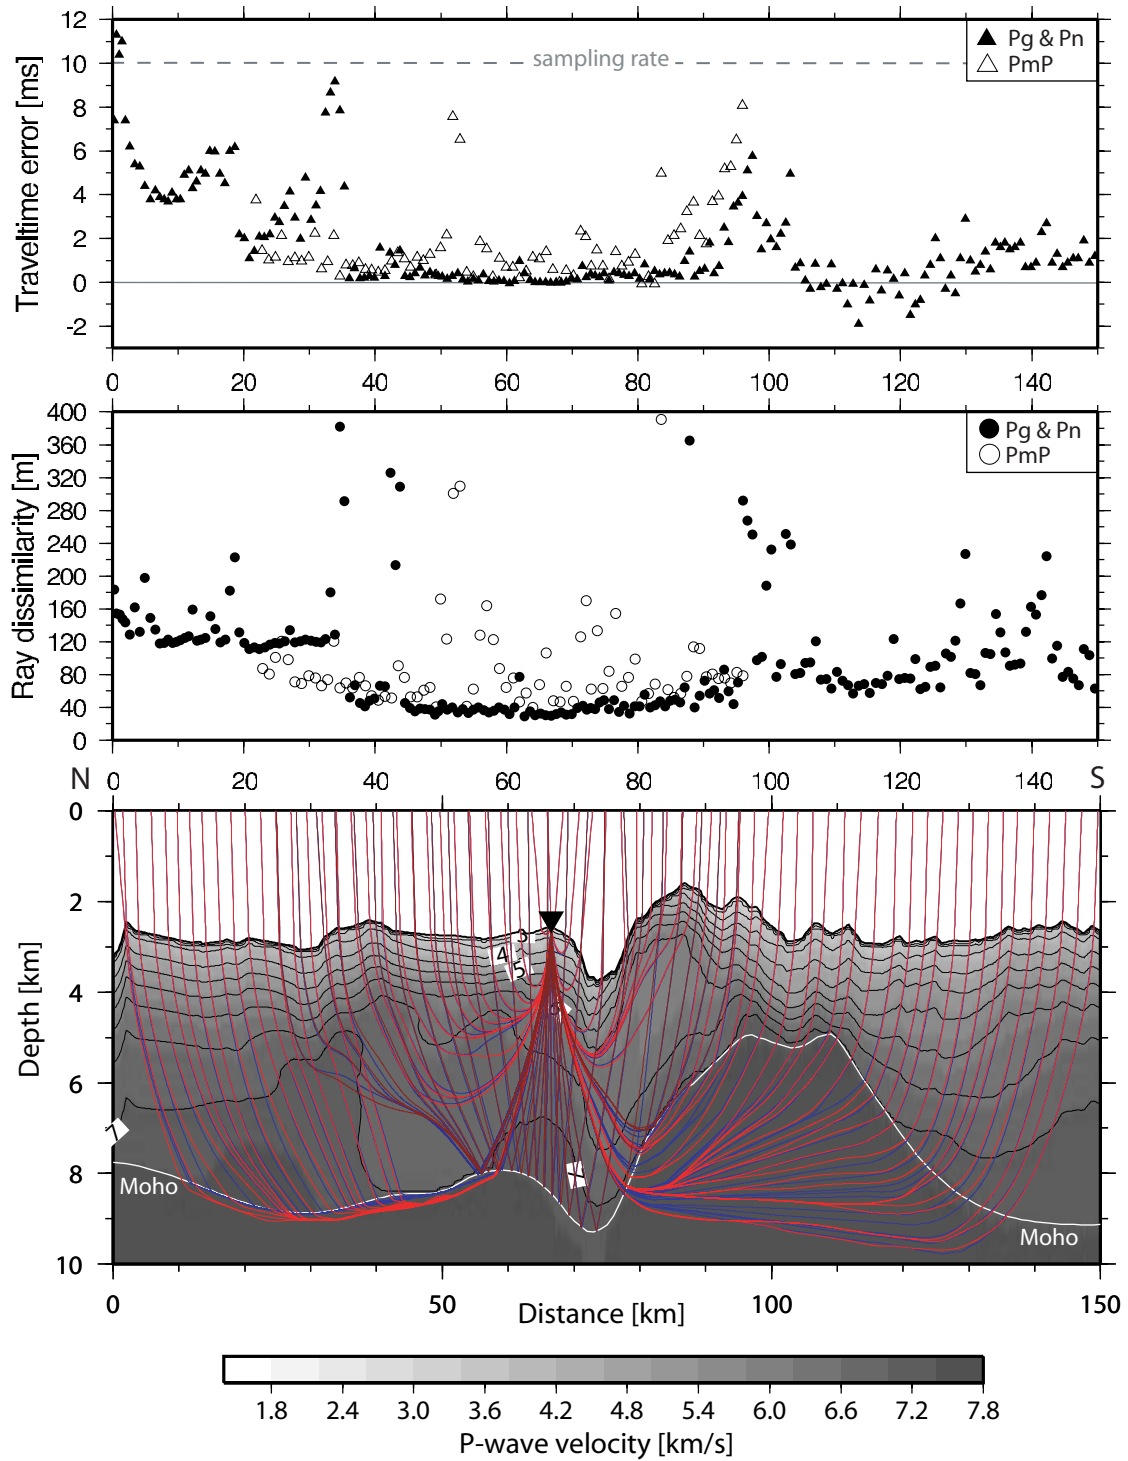 12
10
8
6
4
2
0
-2
Traveltime error [ms]
sampling rate
Pg & Pn
PmP
0 20 40 60 80 100 120 140
400
360
320
280
240
200
160
120
80
40
0
Ray dissimilarity [m]
Pg & Pn
PmP
N S
0 20 40 60 80 100 120 140
0
2
4
6
8
10
Depth [km]
3
4
5
6
7
7
Moho
Moho
0 50 100 150
Distance [km]
1.8 2.4 3.0 3.6 4.2 4.8 5.4 6.0 6.6 7.2 7.8
P-wave velocity [km/s]